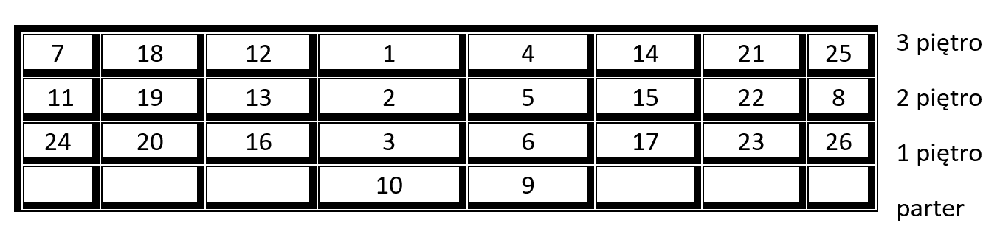 7 18 12 1 4 14 21 25 3 piętro
11 19 13 2 5 15 22 8 2 piętro
24 20 16 3 6 17 23 26 1 piętro
10 9 parter